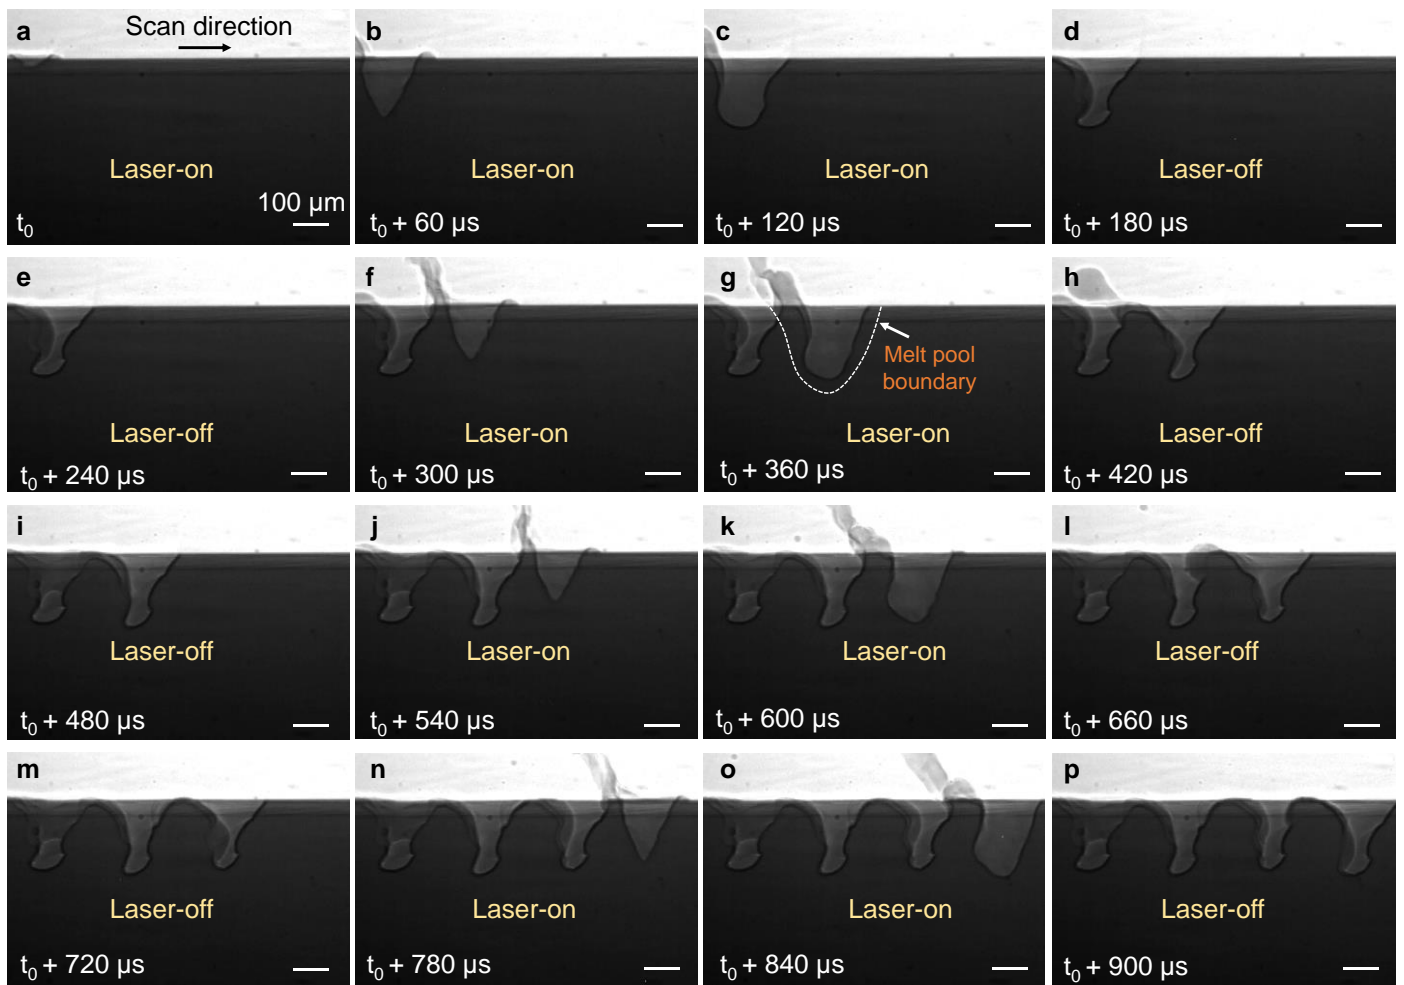 a
Scan direction
Laser-on
100 μm
t0
b
Laser-on
t0 + 60 μs
c
Laser-on
t0 + 120 μs
d
Laser-off
t0 + 180 μs
e
Laser-off
t0 + 240 μs
f
Laser-on
t0 + 300 μs
g
Melt pool
boundary
Laser-on
t0 + 360 μs
h
Laser-off
t0 + 420 μs
i
Laser-off
t0 + 480 μs
j
Laser-on
t0 + 540 μs
k
Laser-on
t0 + 600 μs
l
Laser-off
t0 + 660 μs
m
Laser-off
t0 + 720 μs
n
Laser-on
t0 + 780 μs
o
Laser-on
t0 + 840 μs
p
Laser-off
t0 + 900 μs